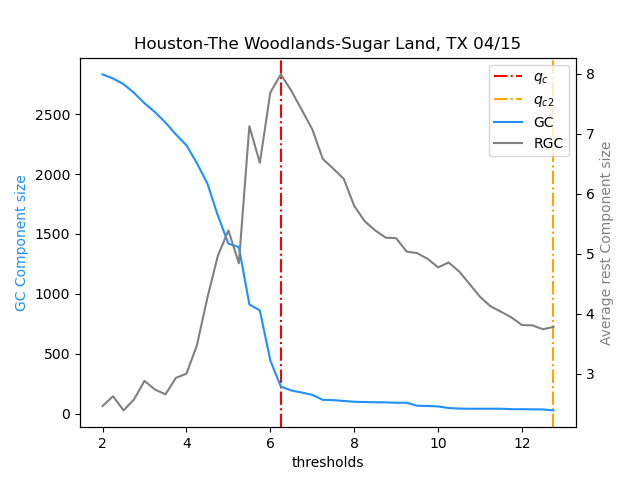 Houston-The Woodlands-Sugar Land, TX 04/15
GC Component size
2500
2000
1500
1000
500
0
2
4
6
8
10
12
thresholds
8
7
6
5
4
3
Average rest Component size
q_c
q_c2
GC
RGC